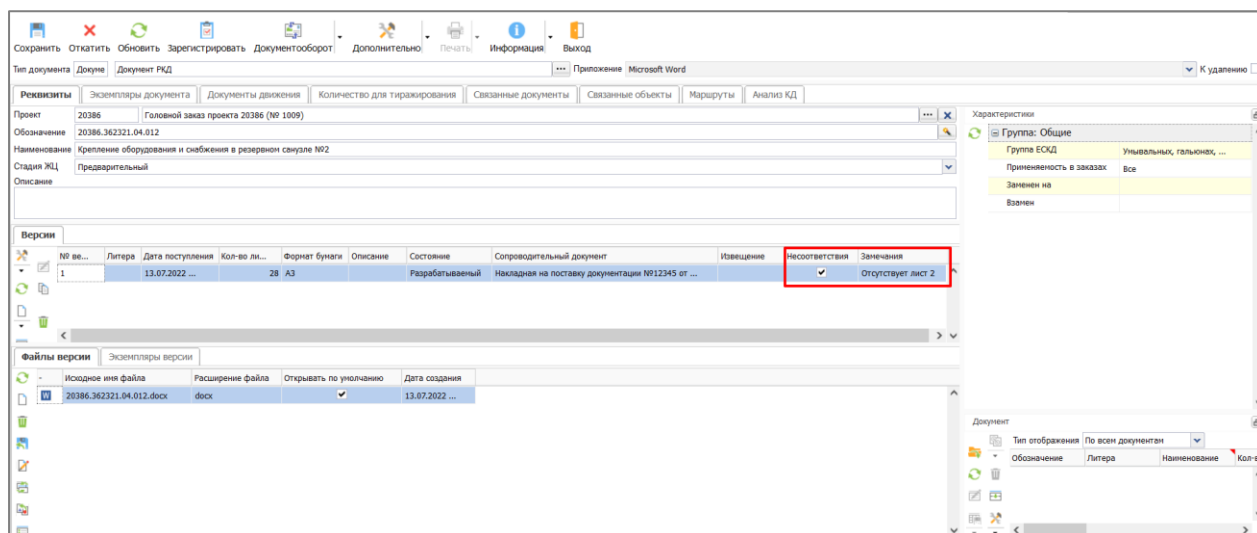 Сохранить Откатить Обновить Зарегистрировать Документооборот Дополнительно Печать Информация Выход
Тип документа Докуме Документ РКД ... Приложение Microsoft Word К удалению
Реквизиты Экземпляры документа Документы движения Количество для тиражирования Связанные документы Связанные объекты Маршруты Анализ КД
Проект 20386 Головной заказ проекта 20386 (№ 1009) ...
Обозначение 20386.362321.04.012
Наименование Крепление оборудования и снабжения в резервном санузле №2
Стадия ЖЦ Предварительный
Описание
Характеристики
Группа: Общие
Группа ЕСКД Умывальных, гальюнах, ...
Применяемость в заказах Все
Заменен на
Взамен
Версии
№ ве... Литера Дата поступления Кол-во ли... Формат бумаги Описание Состояние Сопроводительный документ Извещение Несоответствия Замечания
1 13.07.2022 ... 28 А3 Разрабатываемый Накладная на поставку документации №12345 от ... Отсутствует лист 2
Файлы версии Экземпляры версии
- Исходное имя файла Расширение файла Открывать по умолчанию Дата создания
W 20386.362321.04.012.docx docx 13.07.2022 ...
Документ
Тип отображения По всем документам
Обозначение Литера Наименование Кол-в